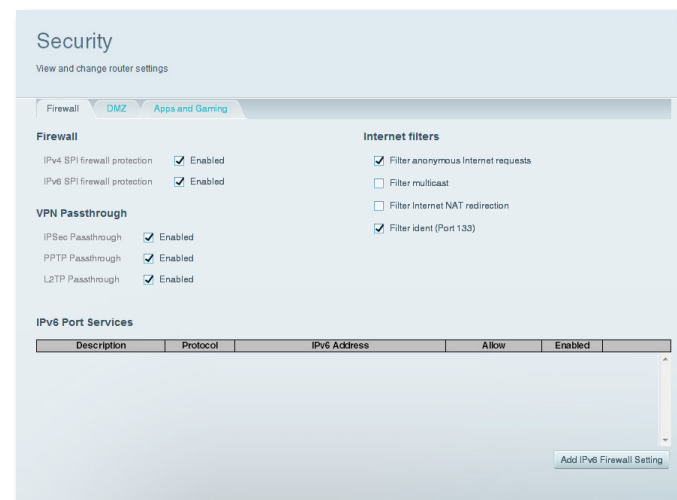 Security
View and change router settings
Firewall DMZ Apps and Gaming
Firewall
IPv4 SPI firewall protection Enabled
IPv6 SPI firewall protection Enabled
VPN Passthrough
IPSec Passthrough Enabled
PPTP Passthrough Enabled
L2TP Passthrough Enabled
Internet filters
Filter anonymous Internet requests
Filter multicast
Filter Internet NAT redirection
Filter ident (Port 133)
IPv6 Port Services
Description Protocol IPv6 Address Allow Enabled
Add IPv6 Firewall Setting